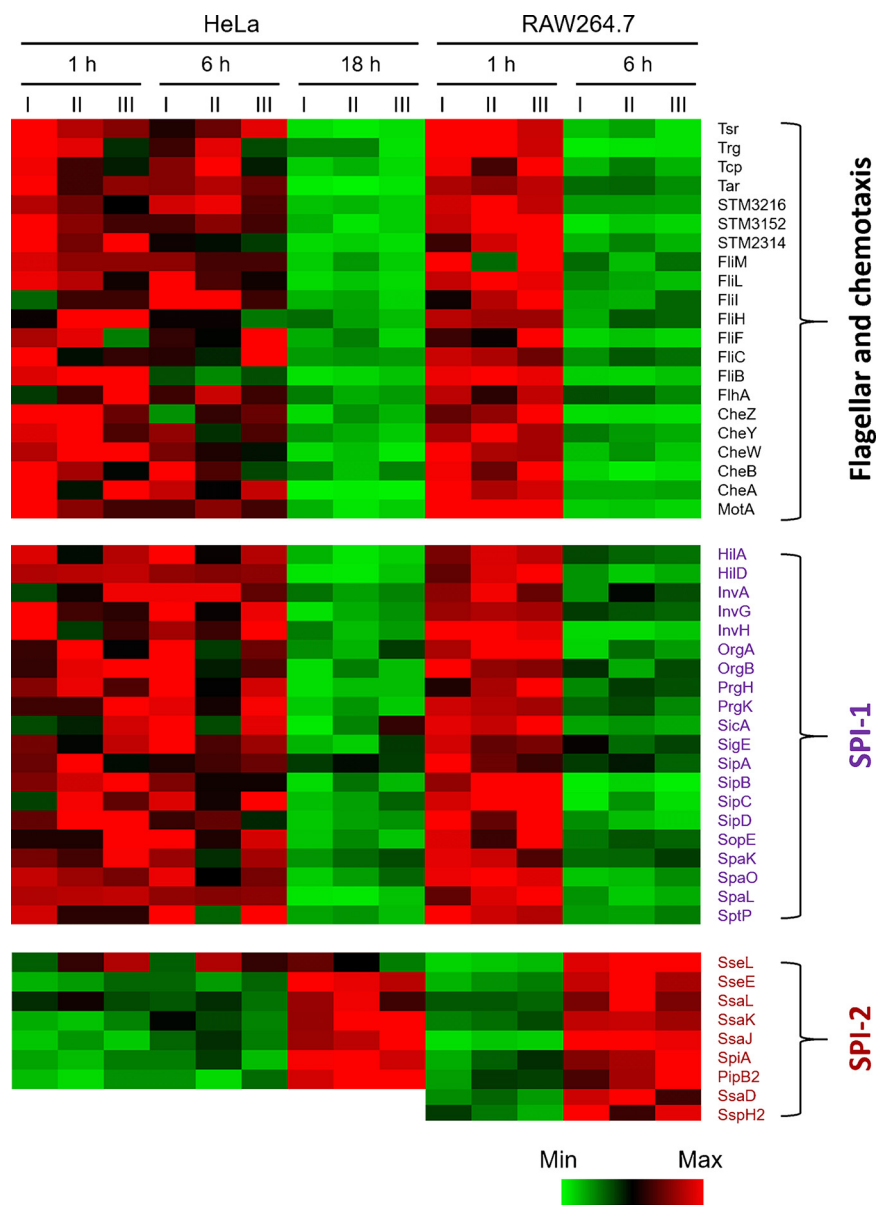 HeLa RAW264.7
1 h 6 h 18 h 1 h 6 h
I II III I II III I II III I II III I II III
Tsr
Trg
Tcp
Tar
STM3216
STM3152
STM2314
FliM
FliL
FliI
FliH
FliF
FliC
FliB
FlhA
CheZ
CheY
CheW
CheB
CheA
MotA
Flagellar and chemotaxis
HilA
HilD
InvA
InvG
InvH
OrgA
OrgB
PrgH
PrgK
SicA
SigE
SipA
SipB
SipC
SipD
SopE
SpaK
SpaO
SpaL
SptP
SPI-1
SseL
SseE
SsaL
SsaK
SsaJ
SpiA
PipB2
SsaD
SspH2
SPI-2
Min Max